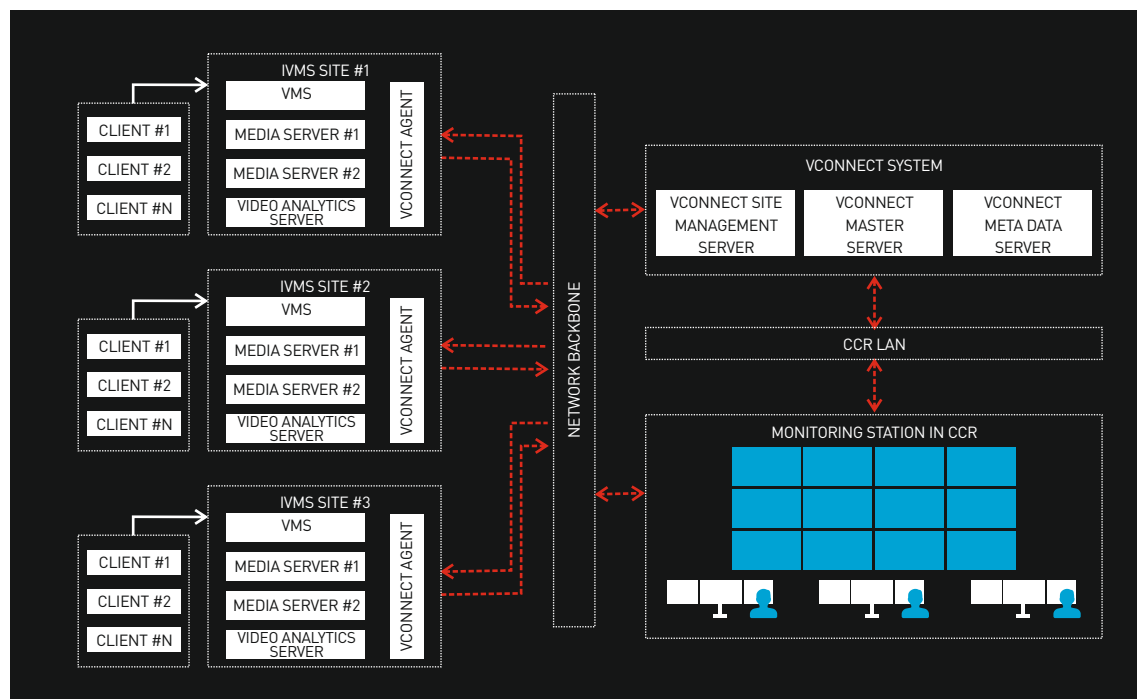 IVMS SITE #1
VMS
MEDIA SERVER #1
MEDIA SERVER #2
VIDEO ANALYTICS
SERVER
VCONNECT AGENT
CLIENT #1
CLIENT #2
CLIENT #N
IVMS SITE #2
VMS
MEDIA SERVER #1
MEDIA SERVER #2
VIDEO ANALYTICS
SERVER
VCONNECT AGENT
CLIENT #1
CLIENT #2
CLIENT #N
IVMS SITE #3
VMS
MEDIA SERVER #1
MEDIA SERVER #2
VIDEO ANALYTICS
SERVER
VCONNECT AGENT
CLIENT #1
CLIENT #2
CLIENT #N
NETWORK BACKBONE
VCONNECT SYSTEM
VCONNECT SITE
MANAGEMENT
SERVER
VCONNECT
MASTER
SERVER
VCONNECT
META DATA
SERVER
CCR LAN
MONITORING STATION IN CCR